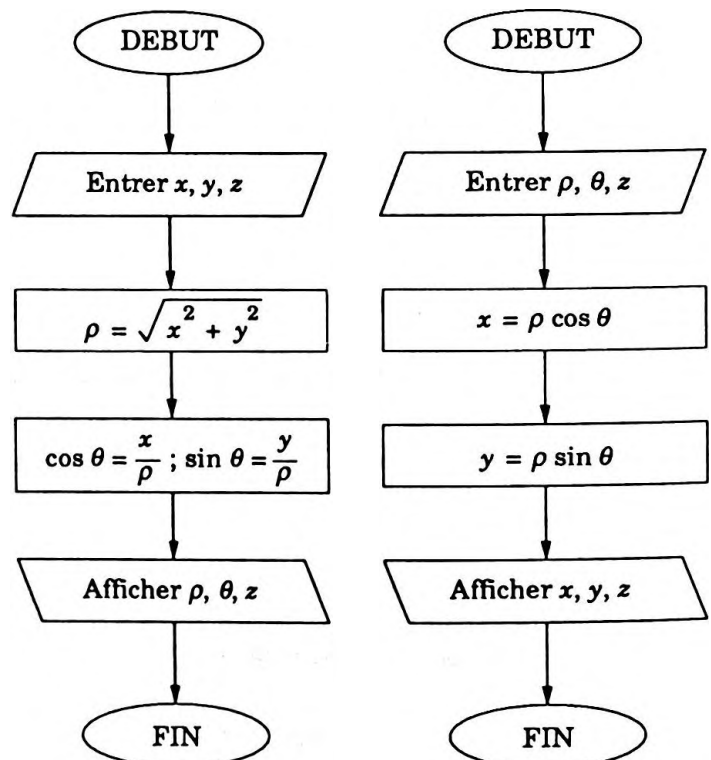 DEBUT
Entrer x, y, z
ρ = √x² + y²
cos θ = x/ρ ; sin θ = y/ρ
Afficher ρ, θ, z
FIN
DEBUT
Entrer ρ, θ, z
x = ρ cos θ
y = ρ sin θ
Afficher x, y, z
FIN